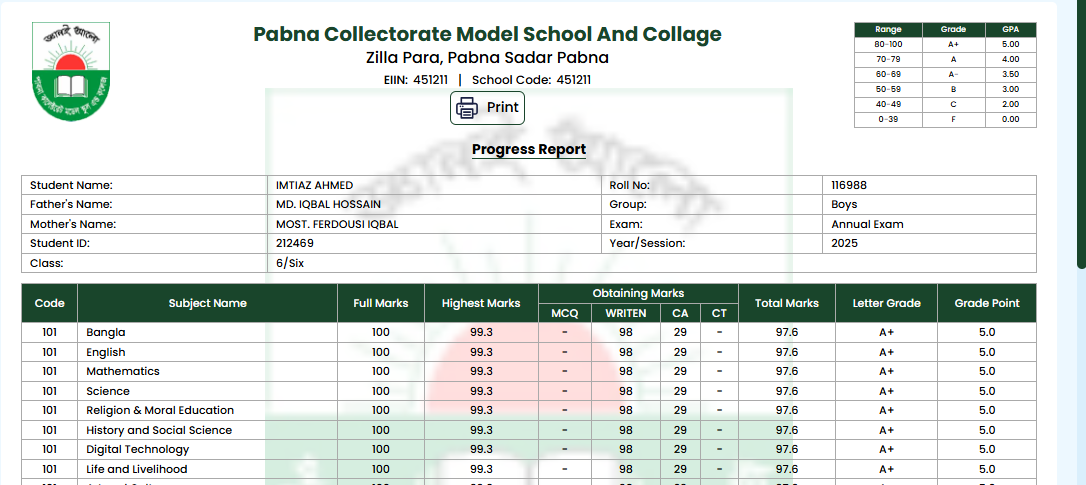 Pabna Collectorate Model School And Collage
Zilla Para, Pabna Sadar Pabna
EIIN: 451211 | School Code: 451211
Print
Progress Report
Range Grade GPA
80-100 A+ 5.00
70-79 A 4.00
60-69 A- 3.50
50-59 B 3.00
40-49 C 2.00
0-39 F 0.00
Student Name: IMTIAZ AHMED Roll No: 116988
Father's Name: MD. IQBAL HOSSAIN Group: Boys
Mother's Name: MOST. FERDOUSI IQBAL Exam: Annual Exam
Student ID: 212469 Year/Session: 2025
Class: 6/Six
Code Subject Name Full Marks Highest Marks Obtaining Marks Total Marks Letter Grade Grade Point
MCQ WRITEN CA CT
101 Bangla 100 99.3 - 98 29 - 97.6 A+ 5.0
101 English 100 99.3 - 98 29 - 97.6 A+ 5.0
101 Mathematics 100 99.3 - 98 29 - 97.6 A+ 5.0
101 Science 100 99.3 - 98 29 - 97.6 A+ 5.0
101 Religion & Moral Education 100 99.3 - 98 29 - 97.6 A+ 5.0
101 History and Social Science 100 99.3 - 98 29 - 97.6 A+ 5.0
101 Digital Technology 100 99.3 - 98 29 - 97.6 A+ 5.0
101 Life and Livelihood 100 99.3 - 98 29 - 97.6 A+ 5.0